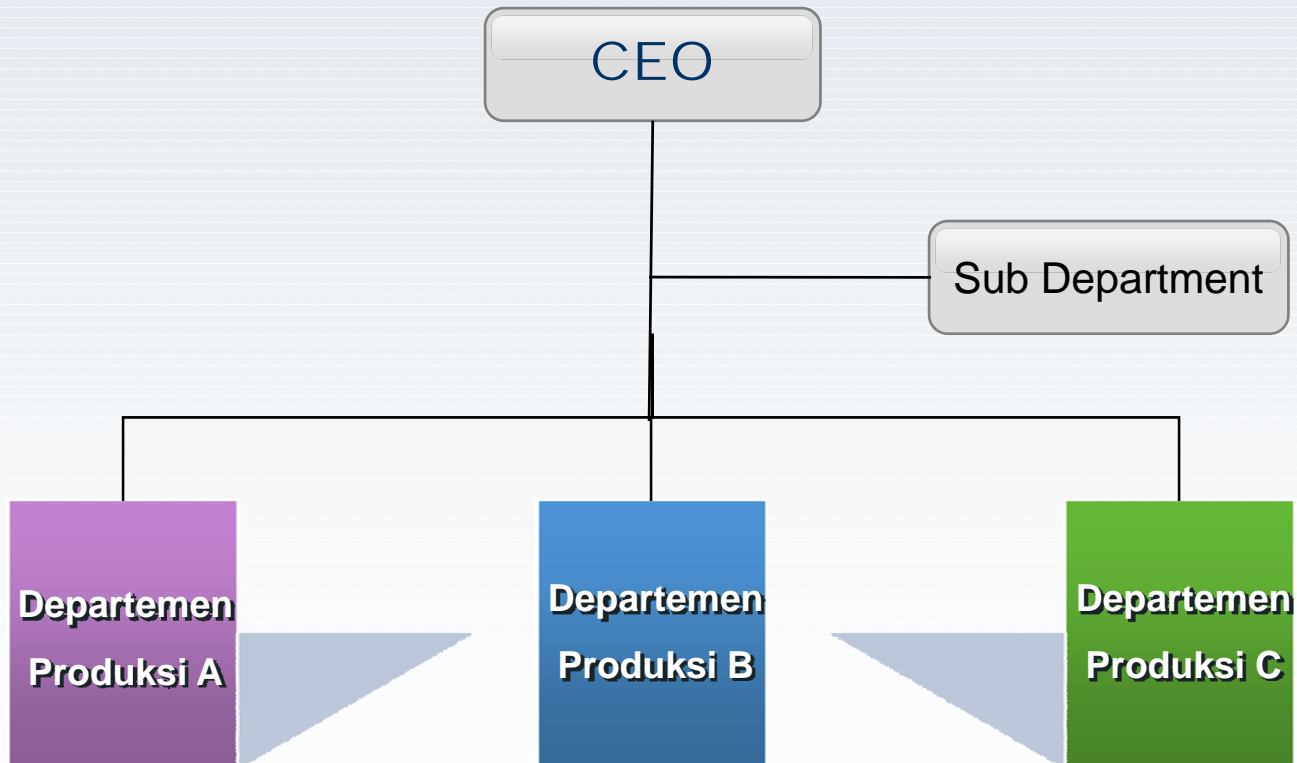 CEO
Sub Department
Departemen
Produksi A
Departemen
Produksi B
Departemen
Produksi C